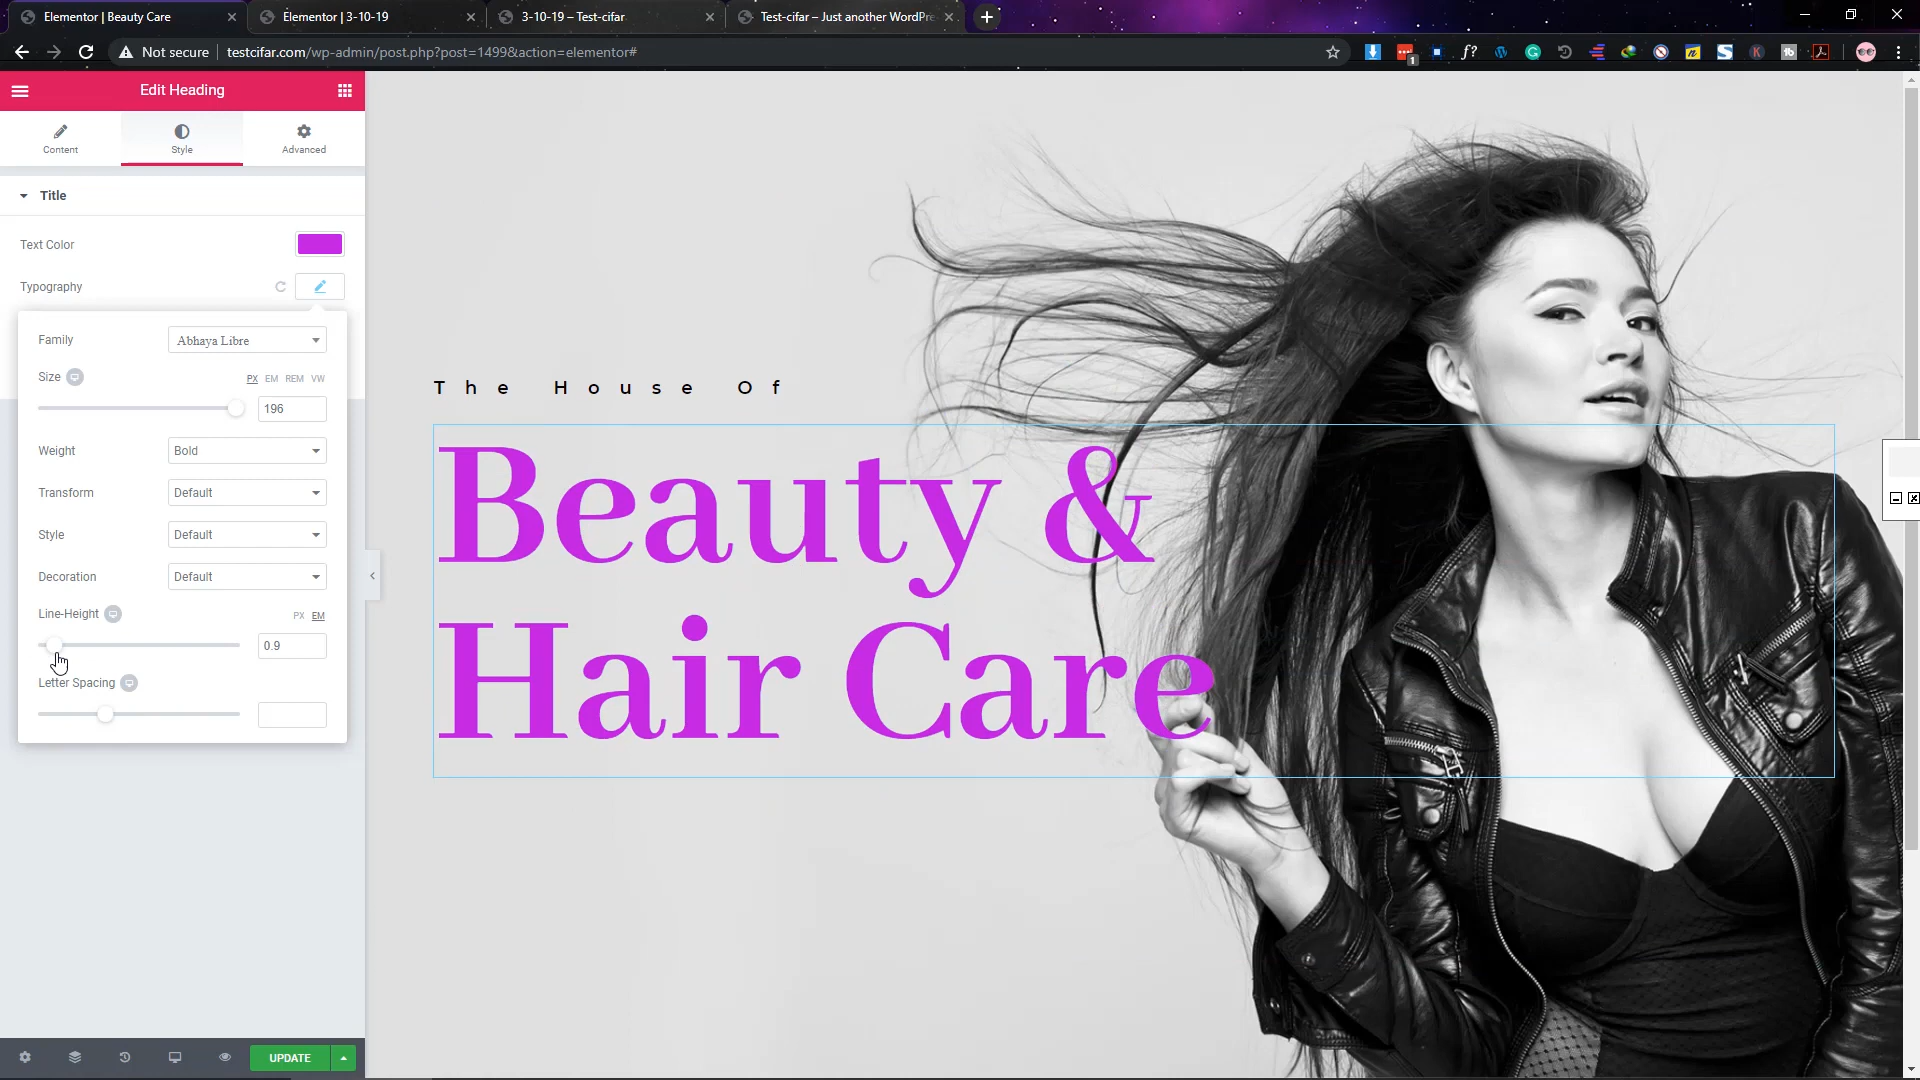 Elementor | Beauty Care
Elementor | 3-10-19
3-10-19 – Test-cifar
Test-cifar – Just another WordPre
Not secure
testcifar.com/wp-admin/post.php?post=1499&action=elementor#
Edit Heading
Content
Style
Advanced
Title
Text Color
Typography
Family
Abhaya Libre
Size
PX EM REM VW
196
Weight
Bold
Transform
Default
Style
Default
Decoration
Default
Line-Height
PX EM
0.9
Letter Spacing
UPDATE
The House Of
Beauty &
Hair Care